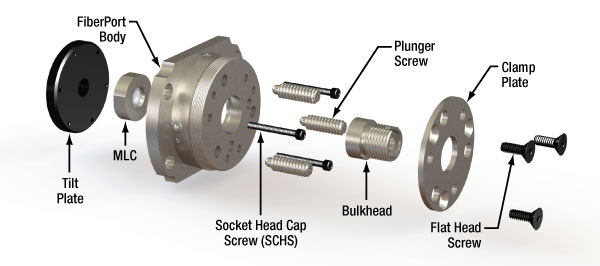 FiberPort
Body
Plunger
Screw
Clamp
Plate
MLC
Tilt
Plate
Socket Head Cap
Screw (SCHS)
Bulkhead
Flat Head
Screw